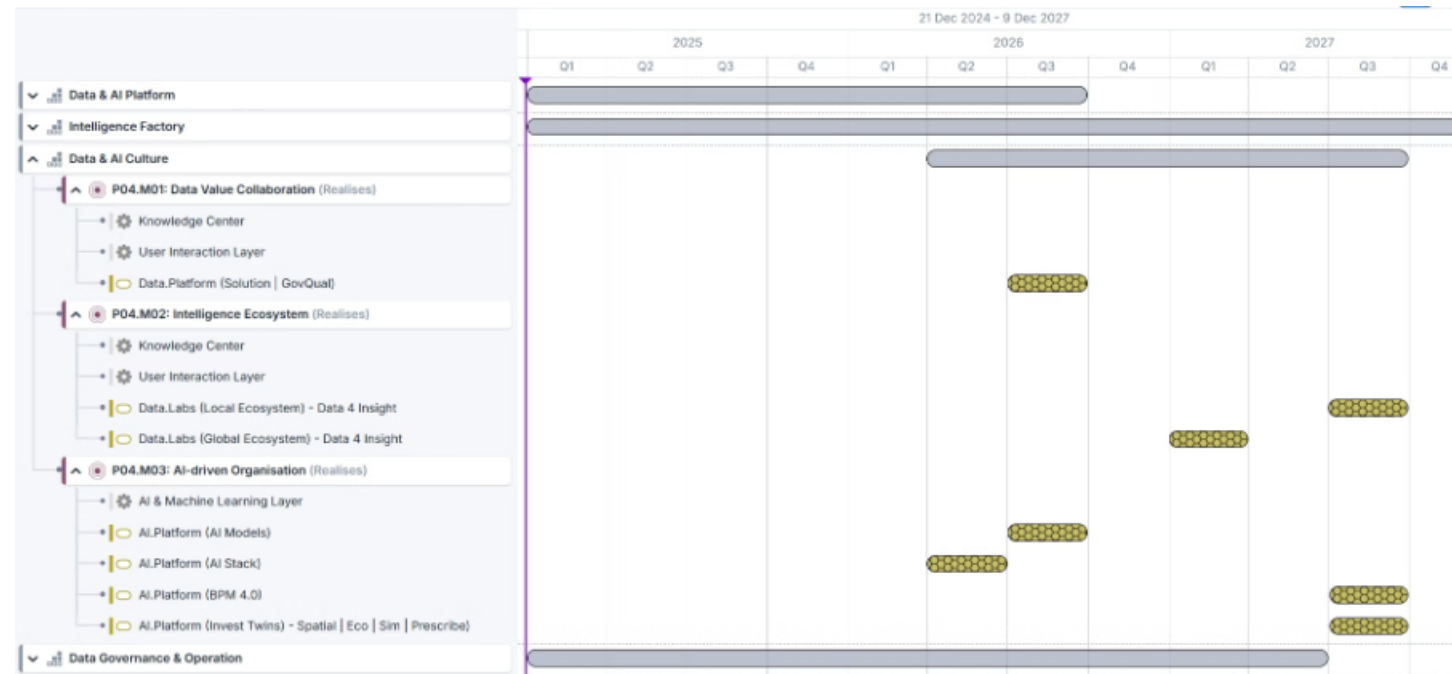 21 Dec 2024 - 9 Dec 2027
2025 2026 2027
Q1 Q2 Q3 Q4 Q1 Q2 Q3 Q4 Q1 Q2 Q3 Q4
Data & AI Platform
Intelligence Factory
Data & AI Culture
P04.M01: Data Value Collaboration (Realises)
Knowledge Center
User Interaction Layer
Data.Platform (Solution | GovQual)
P04.M02: Intelligence Ecosystem (Realises)
Knowledge Center
User Interaction Layer
Data.Labs (Local Ecosystem) - Data 4 Insight
Data.Labs (Global Ecosystem) - Data 4 Insight
P04.M03: AI-driven Organisation (Realises)
AI & Machine Learning Layer
AI.Platform (AI Models)
AI.Platform (AI Stack)
AI.Platform (BPM 4.0)
AI.Platform (Invest Twins) - Spatial | Eco | Sim | Prescribe)
Data Governance & Operation